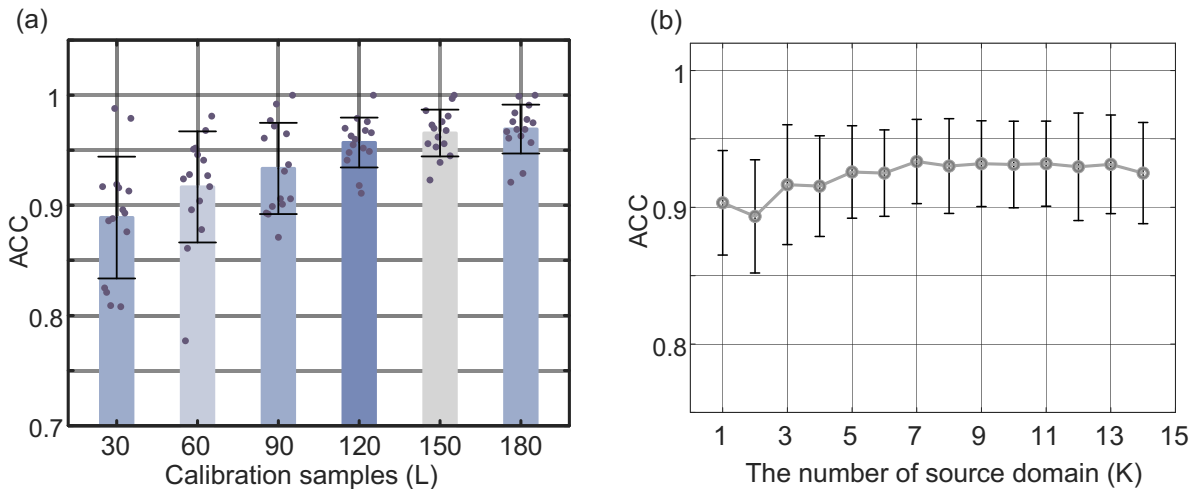 (a)
ACC
1
0.9
0.8
0.7
30 60 90 120 150 180
Calibration samples (L)
(b)
ACC
1
0.9
0.8
1 3 5 7 9 11 13 15
The number of source domain (K)